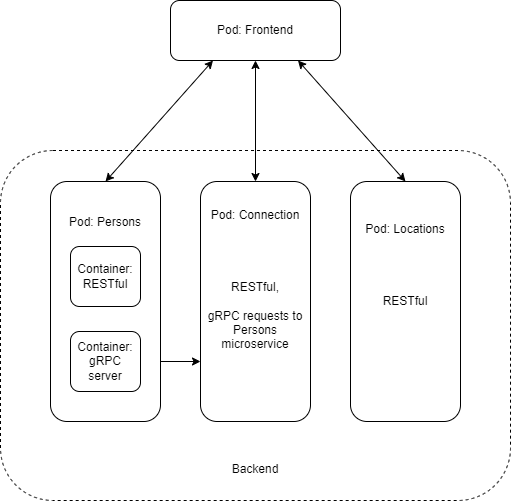 Pod: Frontend
Pod: Persons
Container:
RESTful
Container:
gRPC
server
Pod: Connection
RESTful,
gRPC requests to
Persons
microservice
Pod: Locations
RESTful
Backend